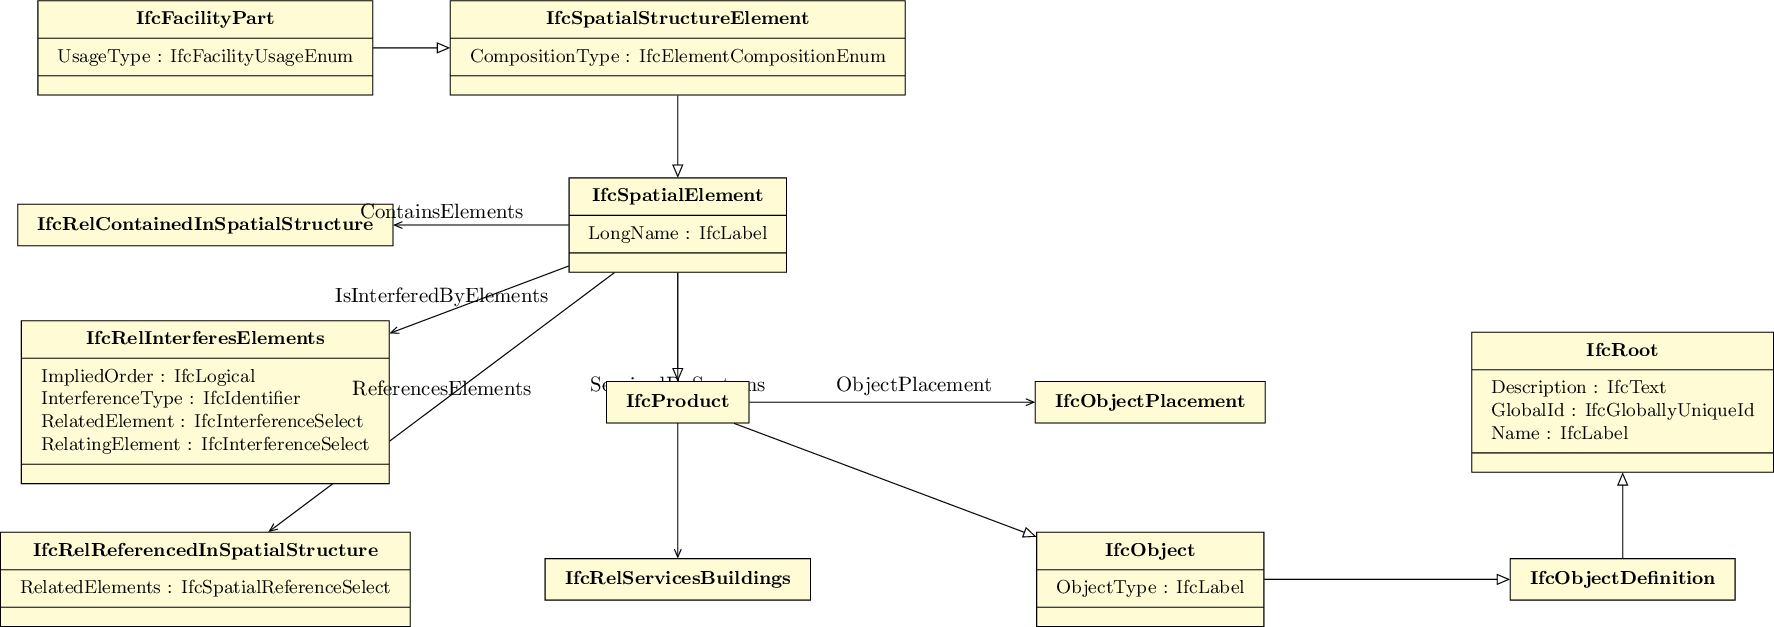 IfcFacilityPart
UsageType : IfcFacilityUsageEnum
IfcSpatialStructureElement
CompositionType : IfcElementCompositionEnum
IfcSpatialElement
LongName : IfcLabel
ContainsElements
IfcRelContainedInSpatialStructure
IsInterferedByElements
IfcRelInterferesElements
ImpliedOrder : IfcLogical
InterferenceType : IfcIdentifier
RelatedElement : IfcInterferenceSelect
RelatingElement : IfcInterferenceSelect
ReferencesElements
IfcProduct
ObjectPlacement
IfcObjectPlacement
IfcRoot
Description : IfcText
GlobalId : IfcGloballyUniqueId
Name : IfcLabel
IfcRelReferencedInSpatialStructure
RelatedElements : IfcSpatialReferenceSelect
IfcRelServicesBuildings
IfcObject
ObjectType : IfcLabel
IfcObjectDefinition